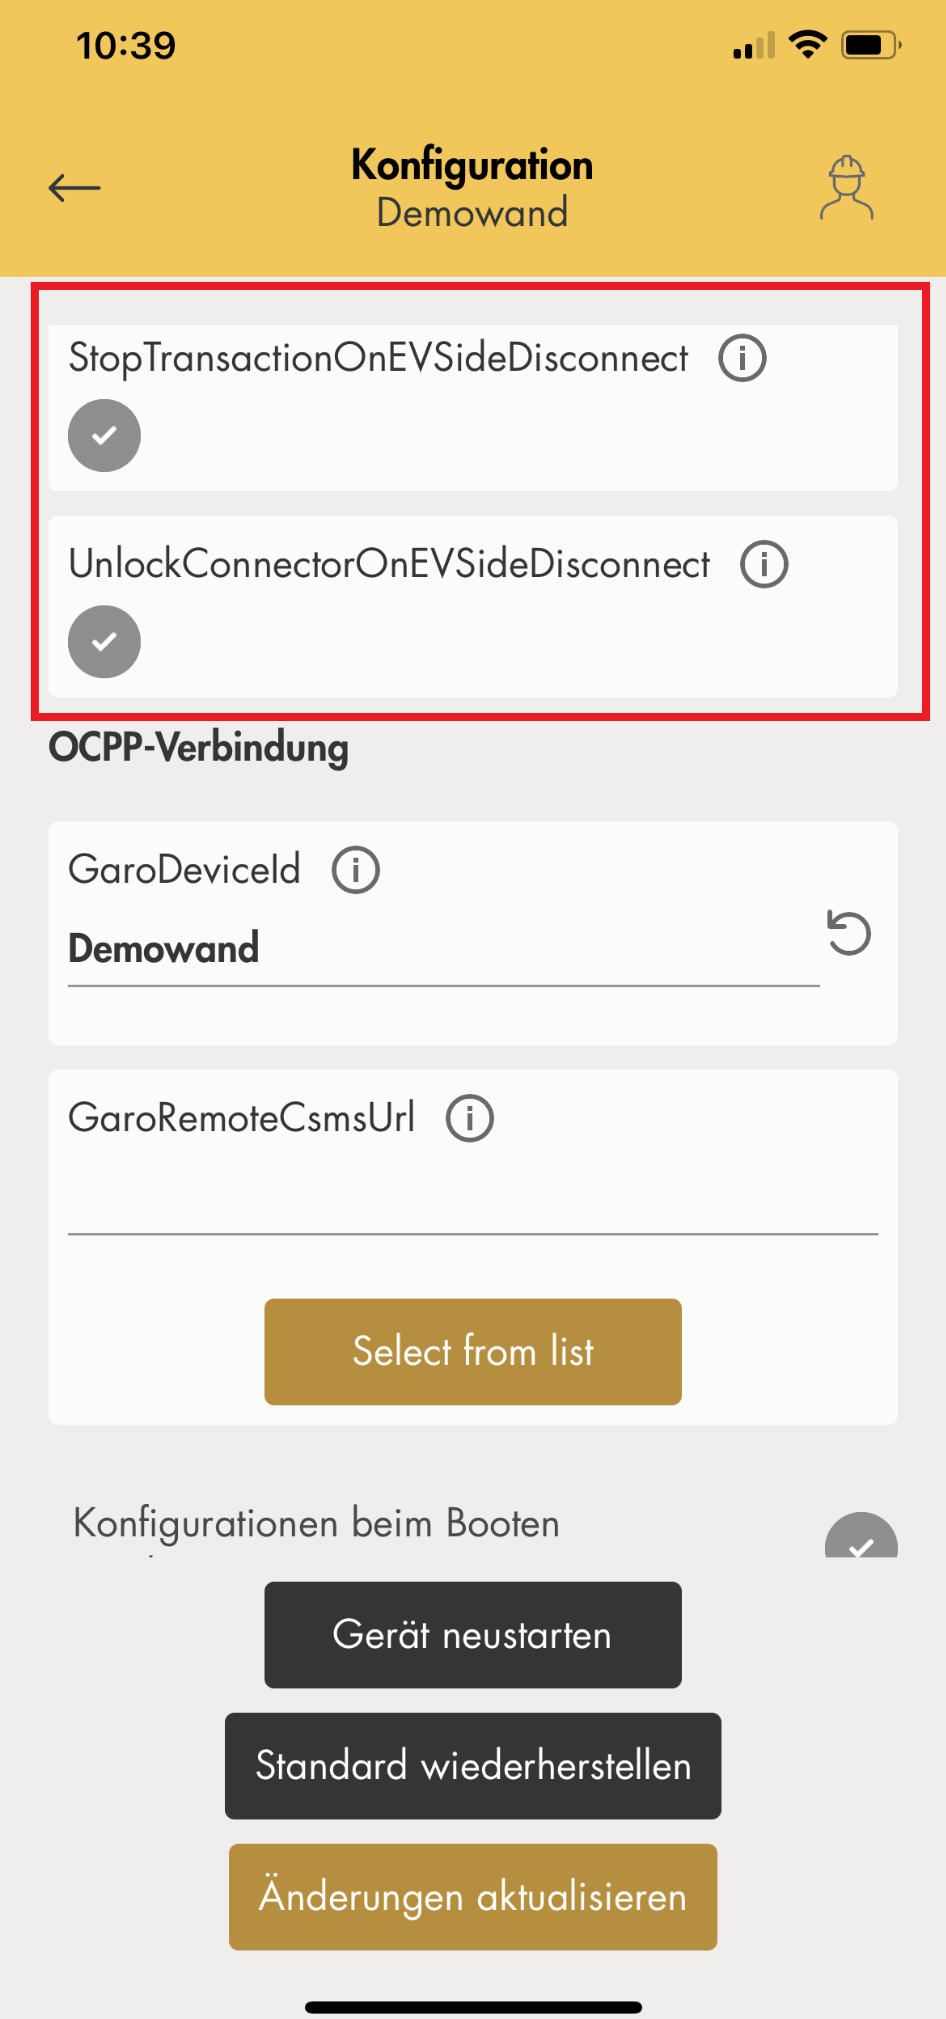 10:39
Konfiguration
Demowand
StopTransactionOnEVSideDisconnect
UnlockConnectorOnEVSideDisconnect
OCPP-Verbindung
GaroDeviceId
Demowand
GaroRemoteCsmsUrl
Select from list
Konfigurationen beim Booten
Gerät neustarten
Standard wiederherstellen
Änderungen aktualisieren